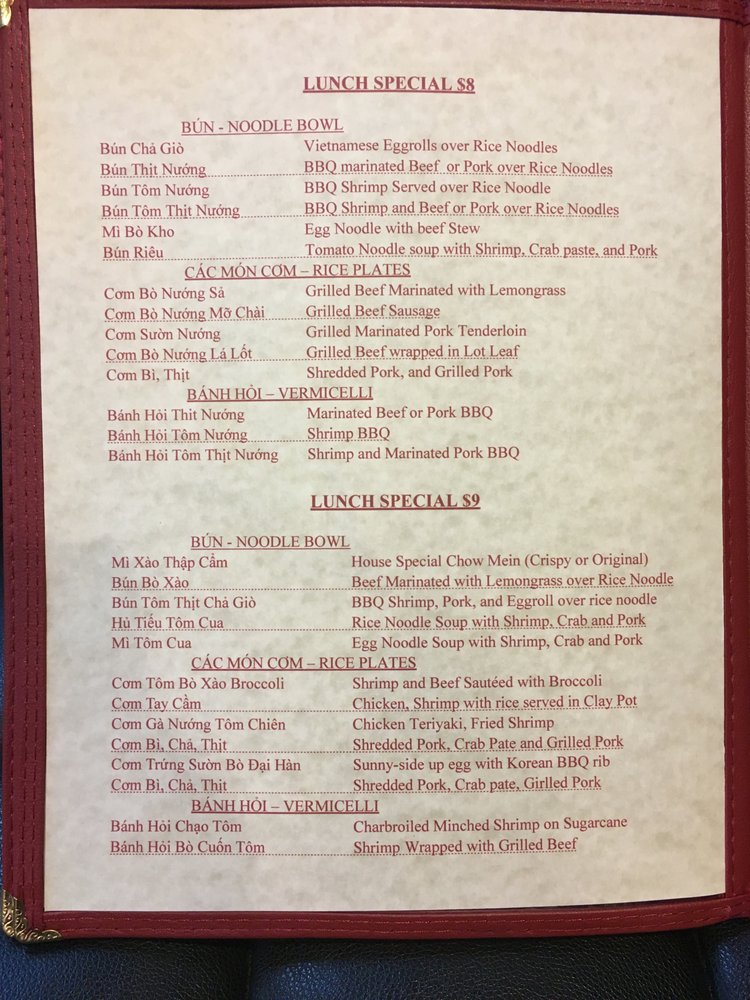 LUNCH SPECIAL $8
BÚN - NOODLE BOWL
Bún Chả Giò Vietnamese Eggrolls over Rice Noodles
Bún Thịt Nướng BBQ marinated Beef or Pork over Rice Noodles
Bún Tôm Nướng BBQ Shrimp Served over Rice Noodle
Bún Tôm Thịt Nướng BBQ Shrimp and Beef or Pork over Rice Noodles
Mì Bò Kho Egg Noodle with beef Stew
Bún Riêu Tomato Noodle soup with Shrimp, Crab paste, and Pork
CÁC MÓN CƠM – RICE PLATES
Cơm Bò Nướng Sả Grilled Beef Marinated with Lemongrass
Cơm Bò Nướng Mỡ Chài Grilled Beef Sausage
Cơm Sườn Nướng Grilled Marinated Pork Tenderloin
Cơm Bò Nướng Lá Lốt Grilled Beef wrapped in Lot Leaf
Cơm Bì, Thịt Shredded Pork, and Grilled Pork
BÁNH HỎI – VERMICELLI
Bánh Hỏi Thit Nướng Marinated Beef or Pork BBQ
Bánh Hỏi Tôm Nướng Shrimp BBQ
Bánh Hỏi Tôm Thịt Nướng Shrimp and Marinated Pork BBQ
LUNCH SPECIAL $9
BÚN - NOODLE BOWL
Mì Xào Thập Cẩm House Special Chow Mein (Crispy or Original)
Bún Bò Xào Beef Marinated with Lemongrass over Rice Noodle
Bún Tôm Thịt Chả Giò BBQ Shrimp, Pork, and Eggroll over rice noodle
Hủ Tiếu Tôm Cua Rice Noodle Soup with Shrimp, Crab and Pork
Mì Tôm Cua Egg Noodle Soup with Shrimp, Crab and Pork
CÁC MÓN CƠM – RICE PLATES
Cơm Tôm Bò Xào Broccoli Shrimp and Beef Sautéed with Broccoli
Cơm Tay Cầm Chicken, Shrimp with rice served in Clay Pot
Cơm Gà Nướng Tôm Chiên Chicken Teriyaki, Fried Shrimp
Cơm Bì, Chả, Thịt Shredded Pork, Crab Pate and Grilled Pork
Cơm Trứng Sườn Bò Đại Hàn Sunny-side up egg with Korean BBQ rib
Cơm Bì, Chả, Thịt Shredded Pork, Crab pate, Girlled Pork
BÁNH HỎI – VERMICELLI
Bánh Hỏi Chạo Tôm Charbroiled Minched Shrimp on Sugarcane
Bánh Hỏi Bò Cuốn Tôm Shrimp Wrapped with Grilled Beef